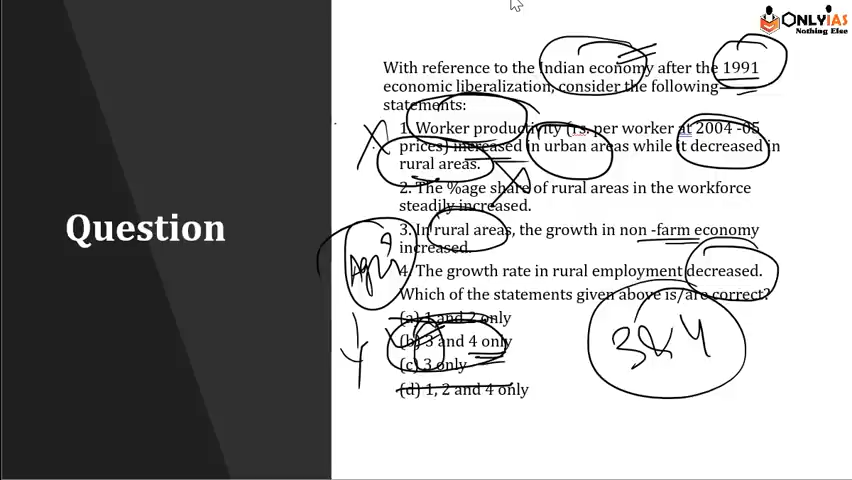 ONLYIAS
Nothing Else
With reference to the Indian economy after the 1991
economic liberalization, consider the following
statements:
1. Worker productivity (rs. per worker at 2004 -05
prices) increased in urban areas while it decreased in
rural areas.
2. The %age share of rural areas in the workforce
steadily increased.
3. In rural areas, the growth in non -farm economy
increased.
4. The growth rate in rural employment decreased.
Which of the statements given above is/are correct?
(a) 1 and 2 only
(b) 3 and 4 only
(c) 3 only
(d) 1, 2 and 4 only
Question
3 & 4